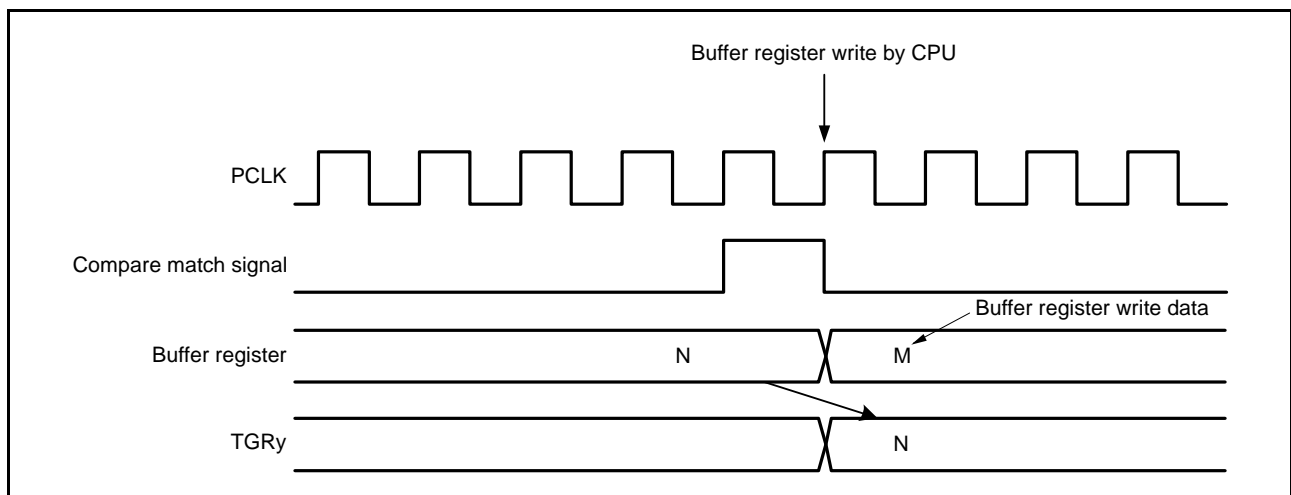 Buffer register write by CPU
PCLK
Compare match signal
Buffer register write data
Buffer register
N
M
TGRy
N